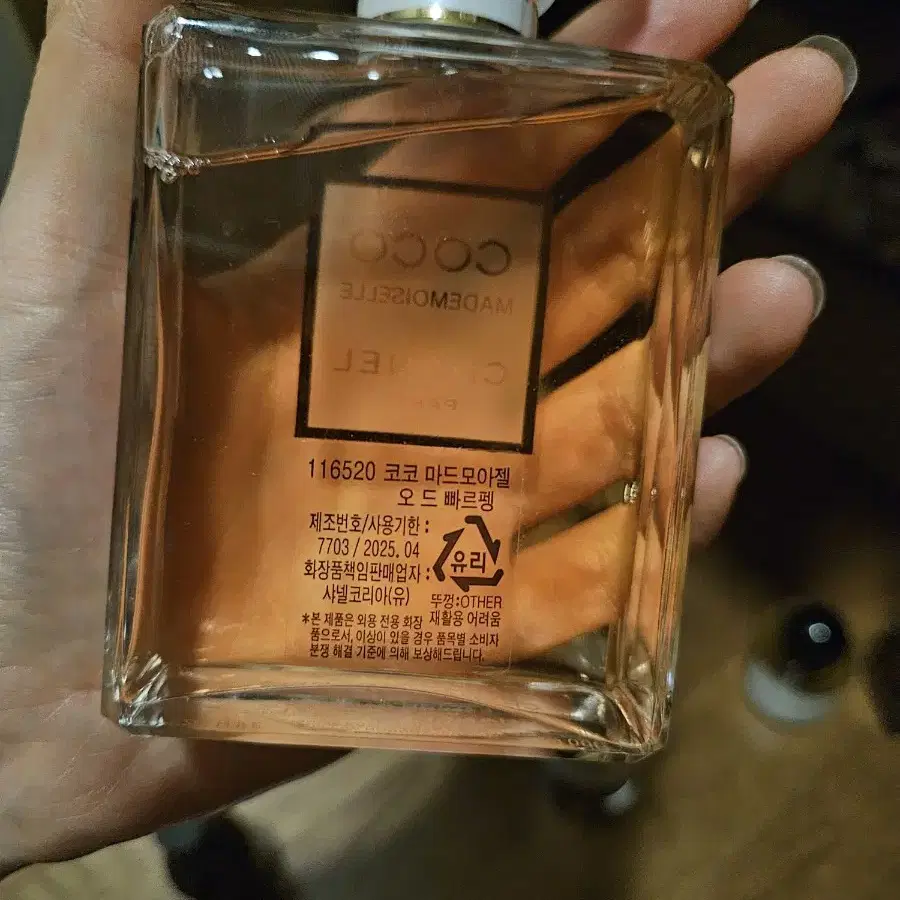 COCO
MADEMOISELLE
116520 코코 마드모아젤
오 드 빠르펭
제조번호/사용기한 :
7703 / 2025. 04
화장품책임판매업자 :
샤넬코리아(유)
유리
뚜껑:OTHER
재활용 어려움
*본 제품은 외용 전용 화장
품으로서, 이상이 있을 경우 품목별 소비자
분쟁 해결 기준에 의해 보상해드립니다.